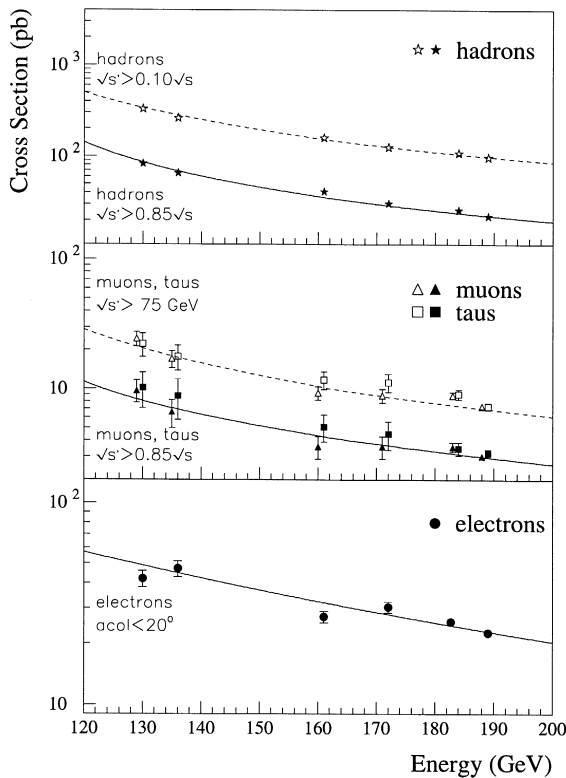 Cross Section (pb)
10³
10²
hadrons
√s'>0.10√s
☆ ★ hadrons
hadrons
√s'>0.85√s
10²
10
muons, taus
√s'> 75 GeV
△ ▲ muons
□ ■ taus
muons, taus
√s'>0.85√s
10²
10
● electrons
electrons
acol<20°
120 130 140 150 160 170 180 190 200
Energy (GeV)